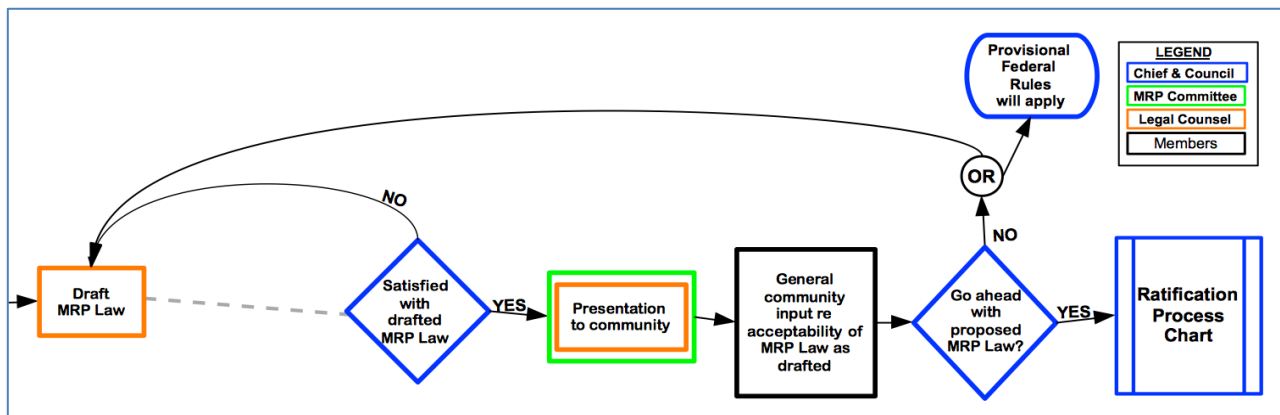 Provisional
Federal
Rules
will apply
LEGEND
Chief & Council
MRP Committee
Legal Counsel
Members
OR
NO
NO
Draft
MRP Law
Satisfied
with
drafted
MRP Law
YES
Presentation
to community
General
community
input re
acceptability of
MRP Law as
drafted
Go ahead
with
proposed
MRP Law?
YES
Ratification
Process
Chart